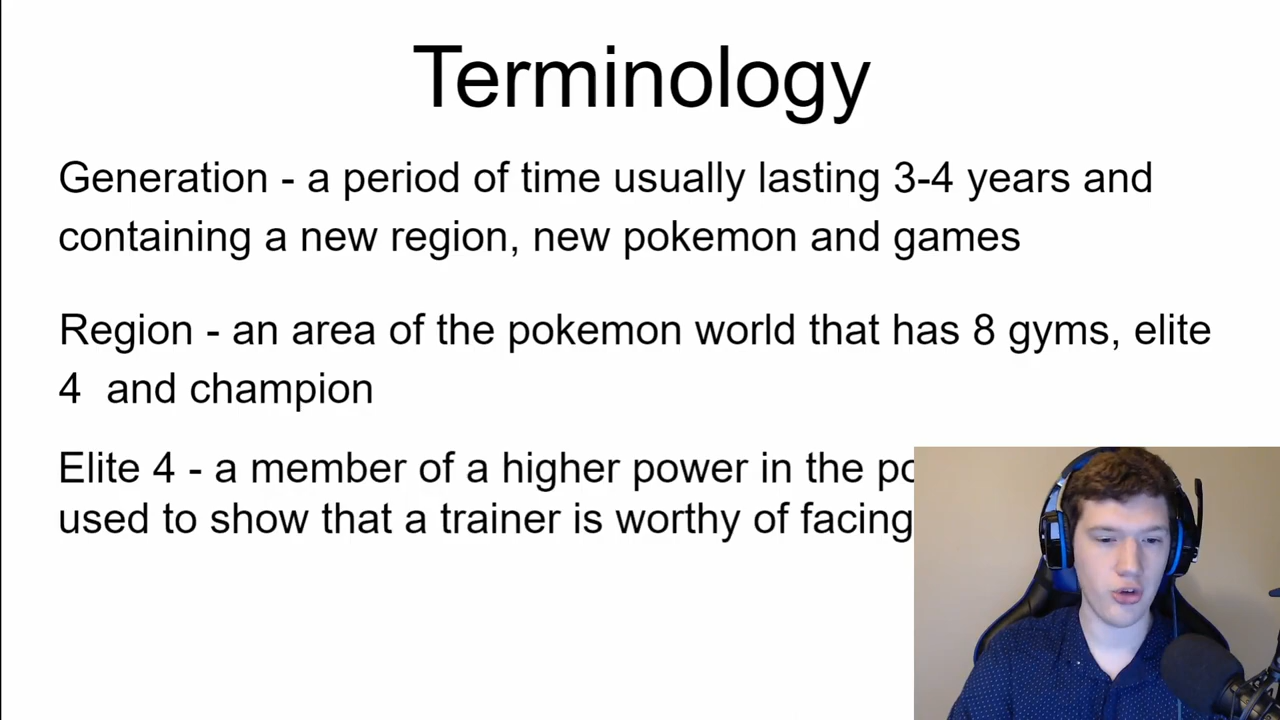 Terminology
Generation - a period of time usually lasting 3-4 years and
containing a new region, new pokemon and games
Region - an area of the pokemon world that has 8 gyms, elite
4 and champion
Elite 4 - a member of a higher power in the
used to show that a trainer is worthy of facing